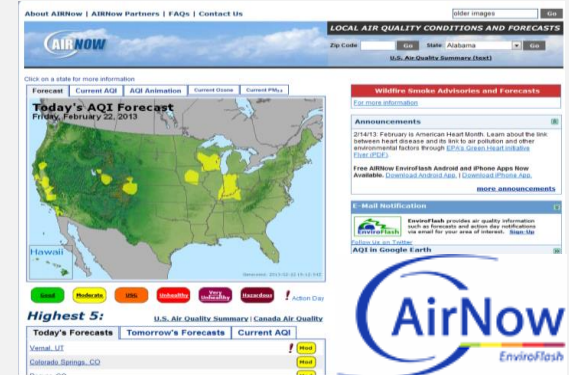 About AIRNow | AIRNow Partners | FAQs | Contact Us
older images Go
LOCAL AIR QUALITY CONDITIONS AND FORECASTS
AIRNOW
Zip Code Go State: Alabama Go
U.S. Air Quality Summary (text)
Click on a state for more information
Forecast Current AQI AQI Animation Current Ozone Current PM2.5
Today's AQI Forecast
Friday, February 22, 2013
Hawaii
Good Moderate USG Unhealthy Very Unhealthy Hazardous ! Action Day
Highest 5:
U.S. Air Quality Summary | Canada Air Quality
Today's Forecasts Tomorrow's Forecasts Current AQI
Vernal, UT ! Mod
Colorado Springs, CO Mod
Wildfire Smoke Advisories and Forecasts
For more information
Announcements
2/14/13: February is American Heart Month. Learn about the link
between heart disease and its link to air pollution and other
environmental factors through EPA's Green Heart initiative
Flyer (PDF).
Free AIRNow EnviroFlash Android and iPhone Apps Now
Available. Download Android App. | Download iPhone App.
more announcements
E-Mail Notification
EnviroFlash
EnviroFlash provides air quality information
such as forecasts and action day notifications
via email for your area of interest. Sign-Up
Follow Us on Twitter
AQI in Google Earth
AirNow
EnviroFlash